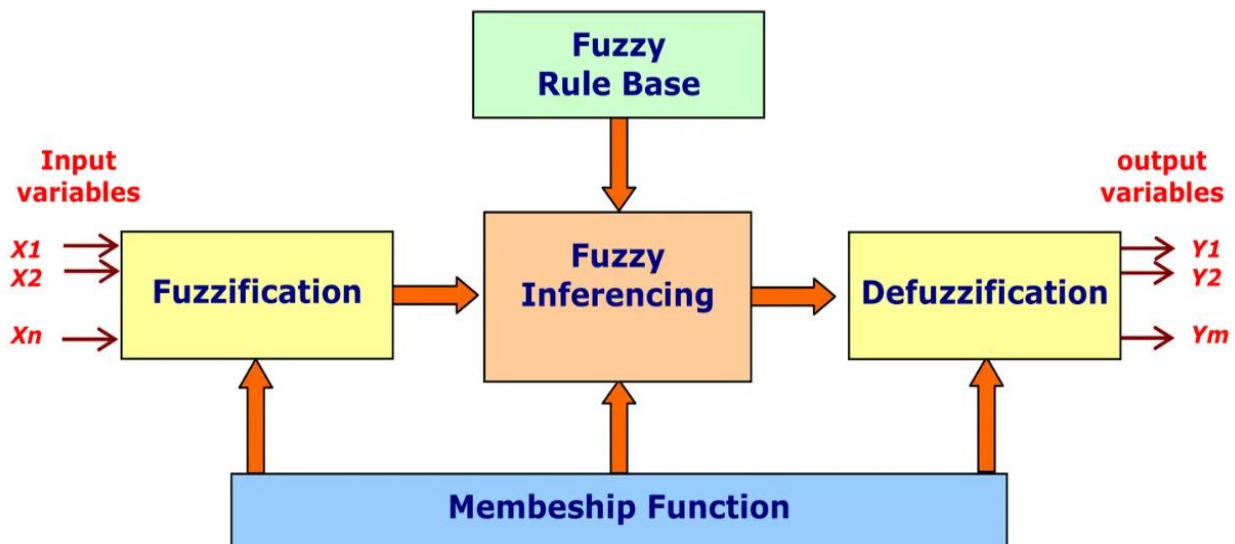 Fuzzy
Rule Base
Input
variables
output
variables
X1
X2
Xn
Fuzzification
Fuzzy
Inferencing
Defuzzification
Y1
Y2
Ym
Membeship Function